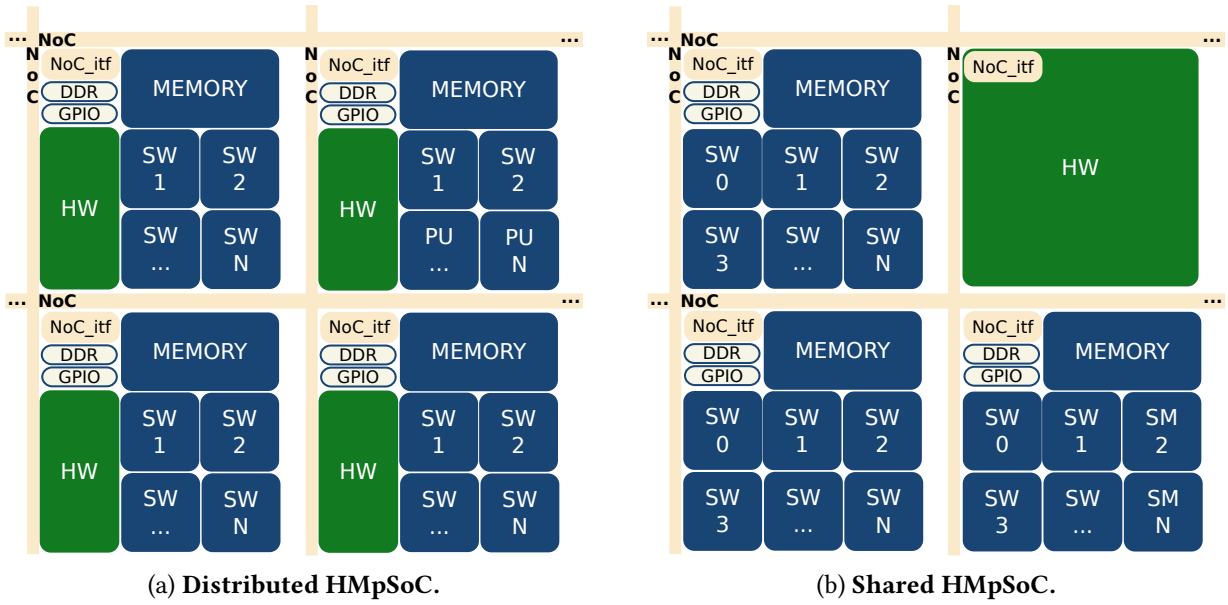 ... NoC ... ... NoC ...
N
o
C
NoC_itf
DDR
GPIO
MEMORY
HW
SW
1
SW
2
SW
...
SW
N
N
o
C
NoC_itf
DDR
GPIO
MEMORY
HW
SW
1
SW
2
PU
...
PU
N
N
o
C
NoC_itf
DDR
GPIO
MEMORY
SW
0
SW
1
SW
2
SW
3
SW
...
SW
N
N
o
C
NoC_itf
HW
... NoC ... ... NoC ...
NoC_itf
DDR
GPIO
MEMORY
HW
SW
1
SW
2
SW
...
SW
N
NoC_itf
DDR
GPIO
MEMORY
HW
SW
1
SW
2
SW
...
SW
N
NoC_itf
DDR
GPIO
MEMORY
SW
0
SW
1
SW
2
SW
3
SW
...
SW
N
NoC_itf
DDR
GPIO
MEMORY
SW
0
SW
1
SM
2
SW
3
SW
...
SM
N
(a) Distributed HMpSoC.
(b) Shared HMpSoC.